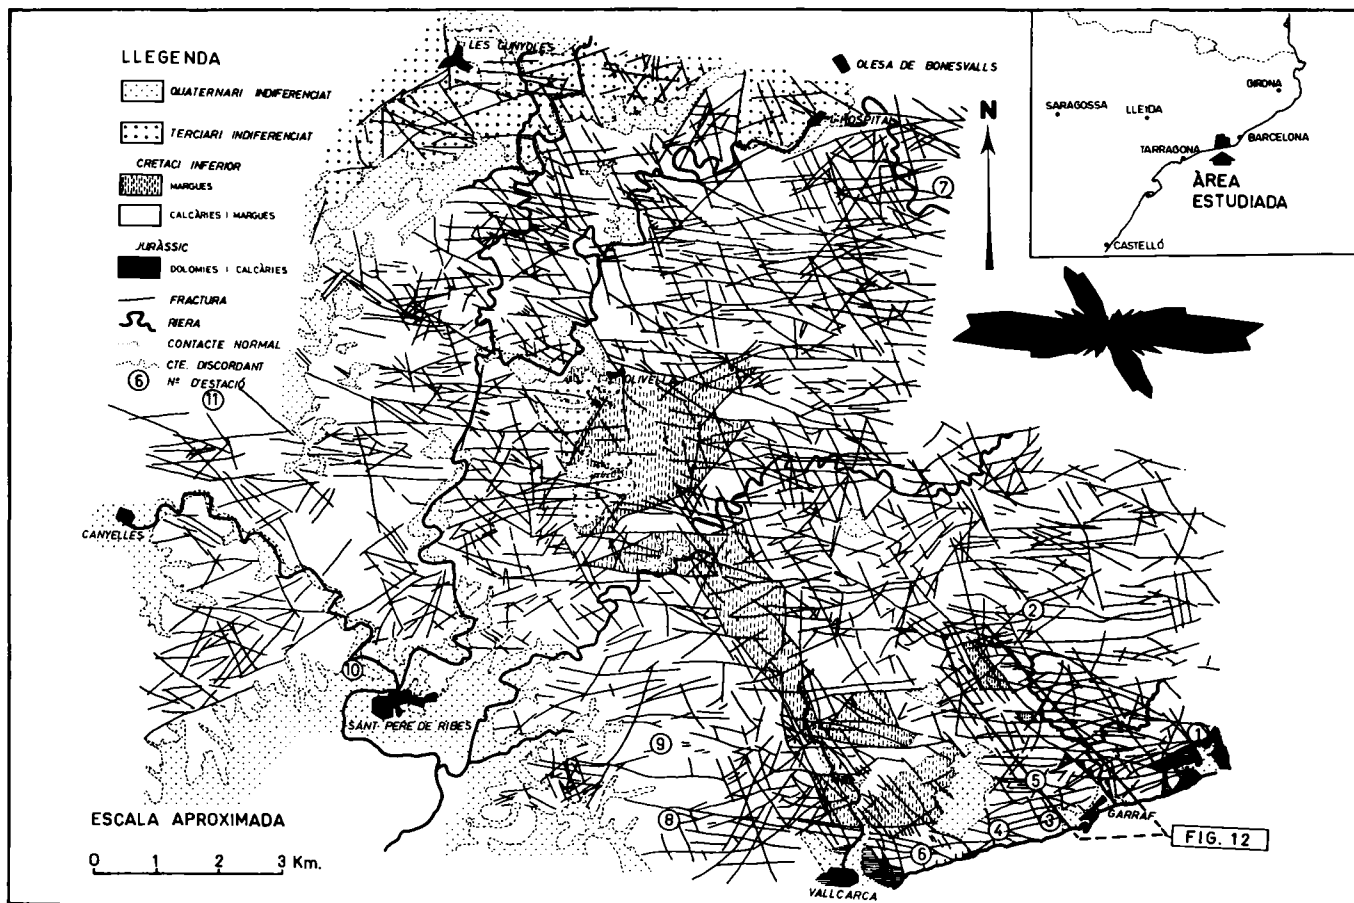 LLEGENDA
QUATERNARI INDIFERENCIAT
TERCIARI INDIFERENCIAT
CRETACI INFERIOR
MARGUES
CALCÀRIES I MARGUES
JURÀSSIC
DOLOMIES I CALCÀRIES
FRACTURA
RIERA
CONTACTE NORMAL
CTE. DISCORDANT
6
Nº D'ESTACIÓ
11
LES GUNYOLES
OLESA DE BONESVALLS
L'HOSPITAL
N
7
SARAGOSSA
LLEIDA
GIRONA
BARCELONA
TARRAGONA
ÀREA
ESTUDIADA
CASTELLÓ
OLIVELLA
CANYELLES
10
SANT PERE DE RIBES
2
9
8
1
5
3
4
6
GARRAF
FIG. 12
VALLCARCA
ESCALA APROXIMADA
0 1 2 3 Km.